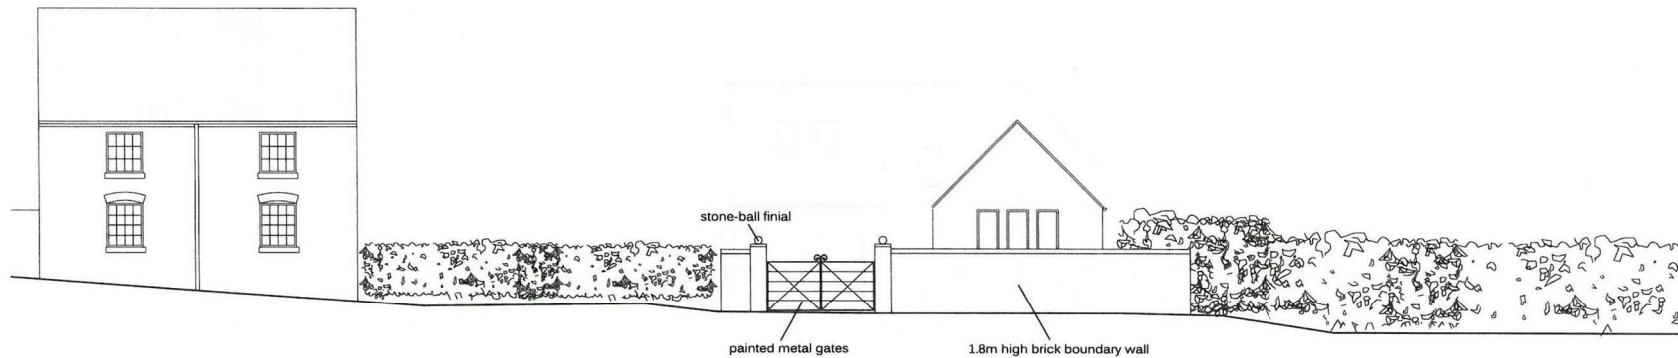 stone-ball finial
painted metal gates
1.8m high brick boundary wall